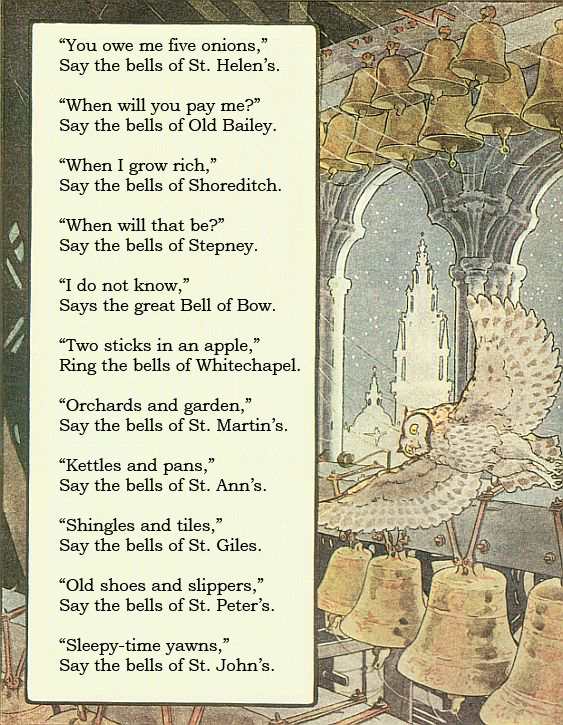 “You owe me five onions,”
Say the bells of St. Helen’s.
“When will you pay me?”
Say the bells of Old Bailey.
“When I grow rich,”
Say the bells of Shoreditch.
“When will that be?”
Say the bells of Stepney.
“I do not know,”
Says the great Bell of Bow.
“Two sticks in an apple,”
Ring the bells of Whitechapel.
“Orchards and garden,”
Say the bells of St. Martin’s.
“Kettles and pans,”
Say the bells of St. Ann’s.
“Shingles and tiles,”
Say the bells of St. Giles.
“Old shoes and slippers,”
Say the bells of St. Peter’s.
“Sleepy-time yawns,”
Say the bells of St. John’s.